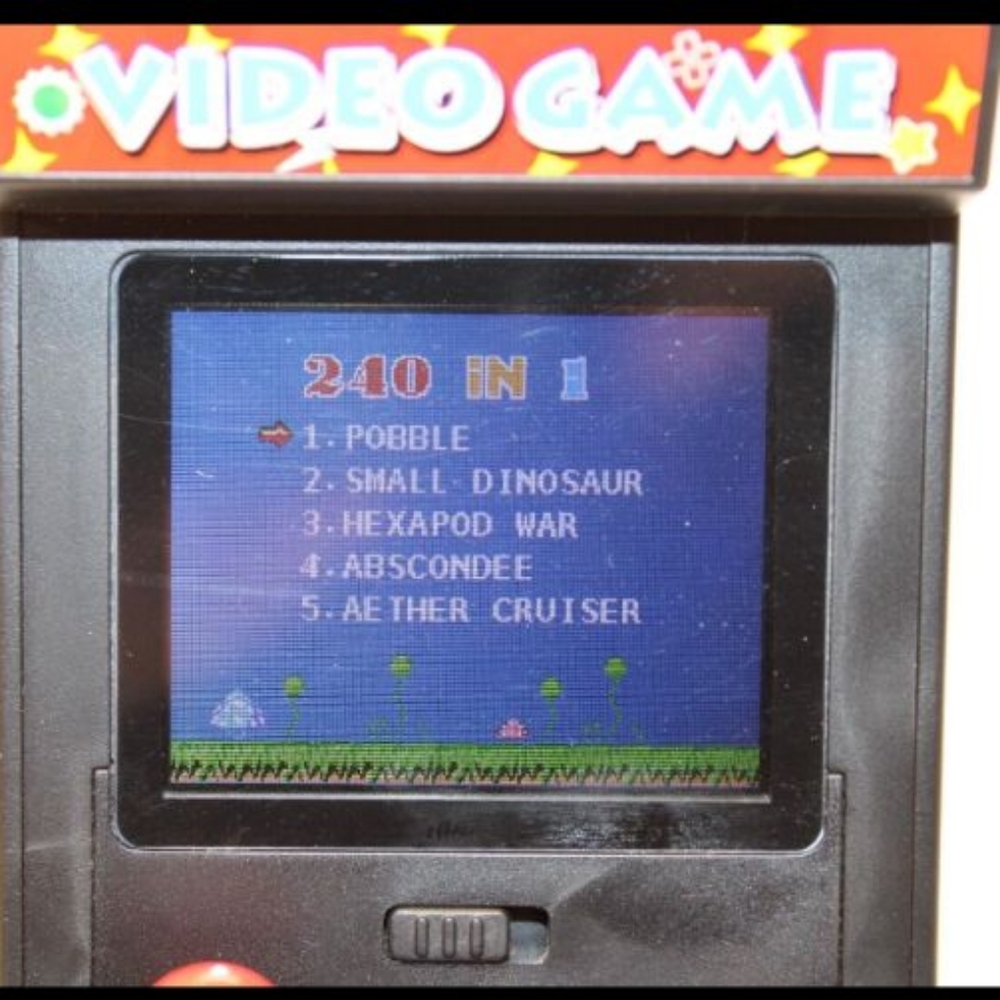 VIDEO GAME
240 IN 1
1. POBBLE
2. SMALL DINOSAUR
3. HEXAPOD WAR
4. ABSCONDEE
5. AETHER CRUISER